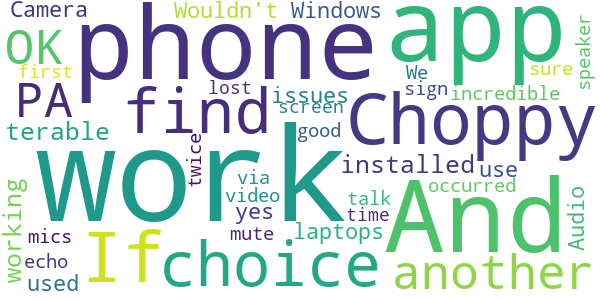 Camera
Wouldn't
Windows
phone
app
OK
speaker
first
We
sure
PA
lost
sign
incredible
find
issues
screen
Choppy
terable
good
work
twice
installed
use
And
via
occurred
working
video
talk
Audio
yes
time
mics
mute
laptops
If
choice
another
echo
used